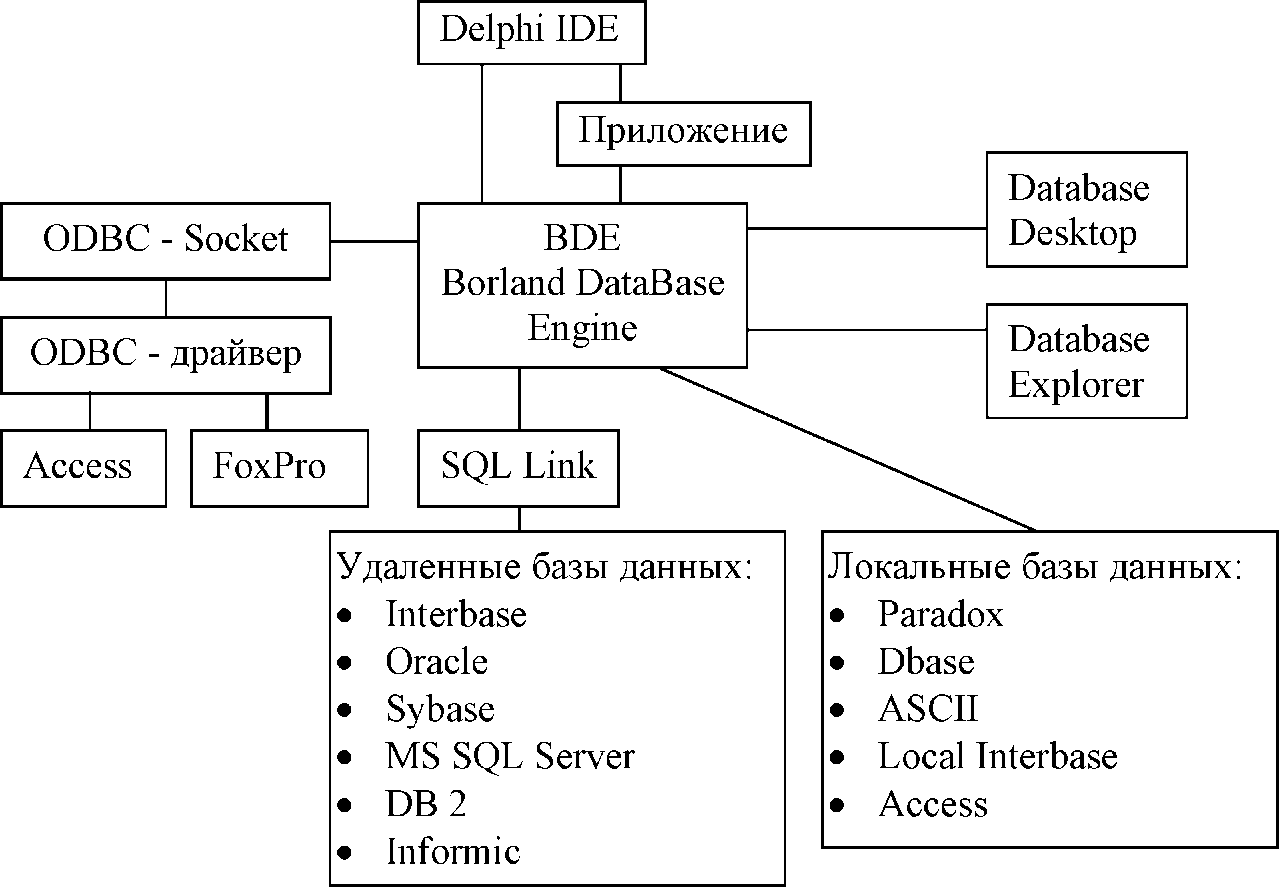 Delphi IDE
Приложение
Database
Desktop
ODBC - Socket
BDE
Borland DataBase
Engine
ODBC - драйвер
Database
Explorer
Access
FoxPro
SQL Link
Удаленные базы данных:
• Interbase
• Oracle
• Sybase
• MS SQL Server
• DB 2
• Informic
Локальные базы данных:
• Paradox
• Dbase
• ASCII
• Local Interbase
• Access